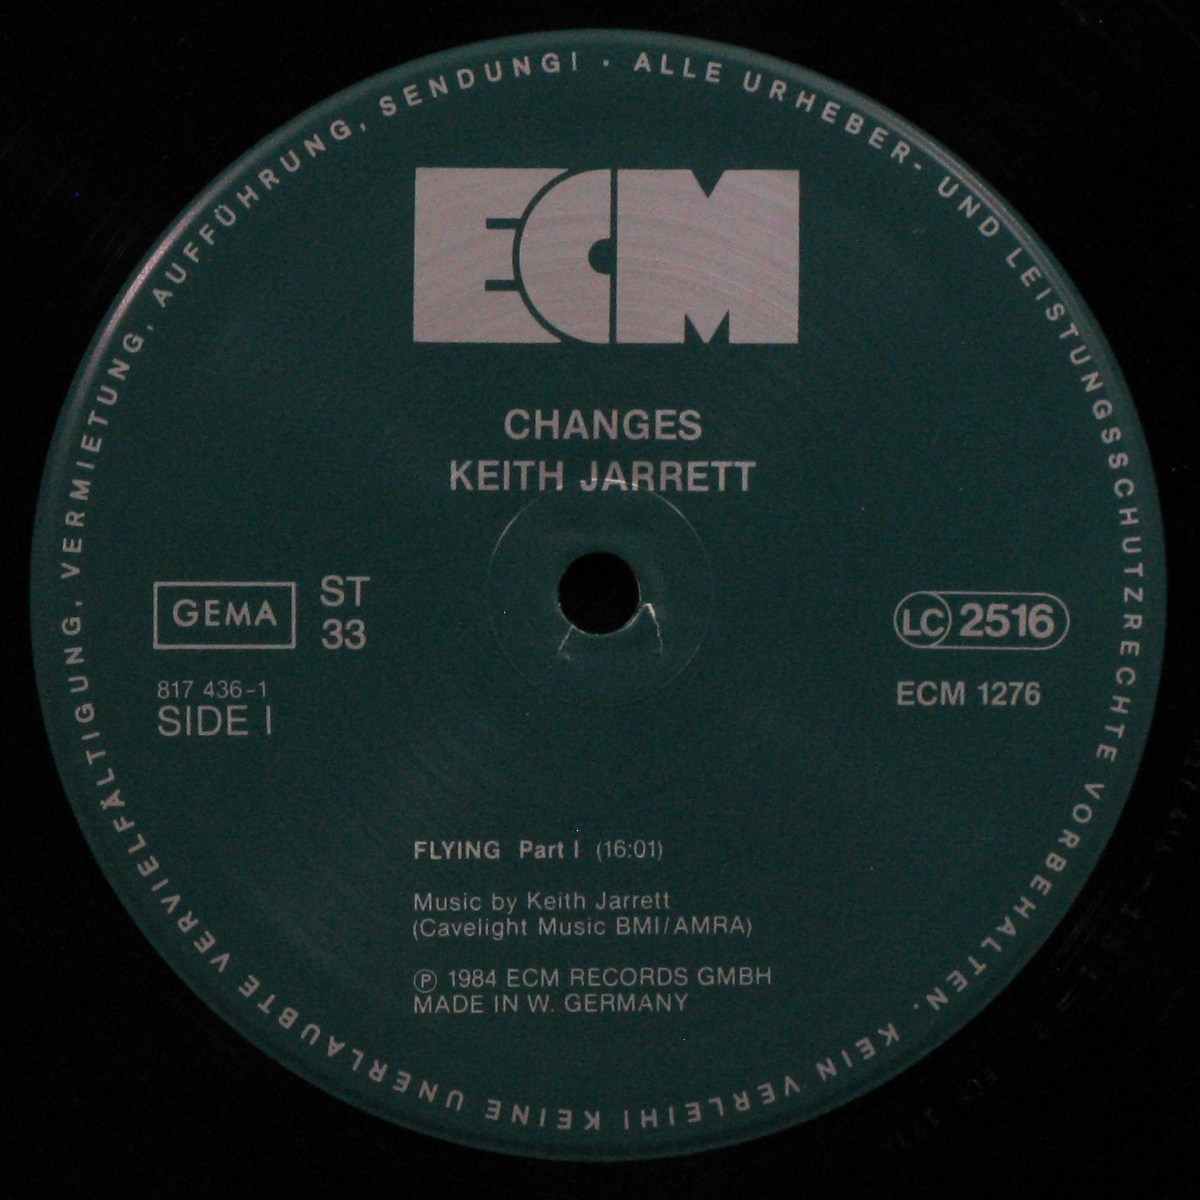 ALLE URHEBER- UND LEISTUNGSSCHUTZRECHTE VORBEHALTEN. KEIN VERLEIH! KEINE UNERLAUBTE VERVIELFÄLTIGUNG, VERMIETUNG, AUFFÜHRUNG, SENDUNG! ·
ECM
CHANGES
KEITH JARRETT
GEMA
ST
33
LC 2516
817 436-1
SIDE I
ECM 1276
FLYING Part I (16:01)
Music by Keith Jarrett
(Cavelight Music BMI/AMRA)
℗ 1984 ECM RECORDS GMBH
MADE IN W. GERMANY